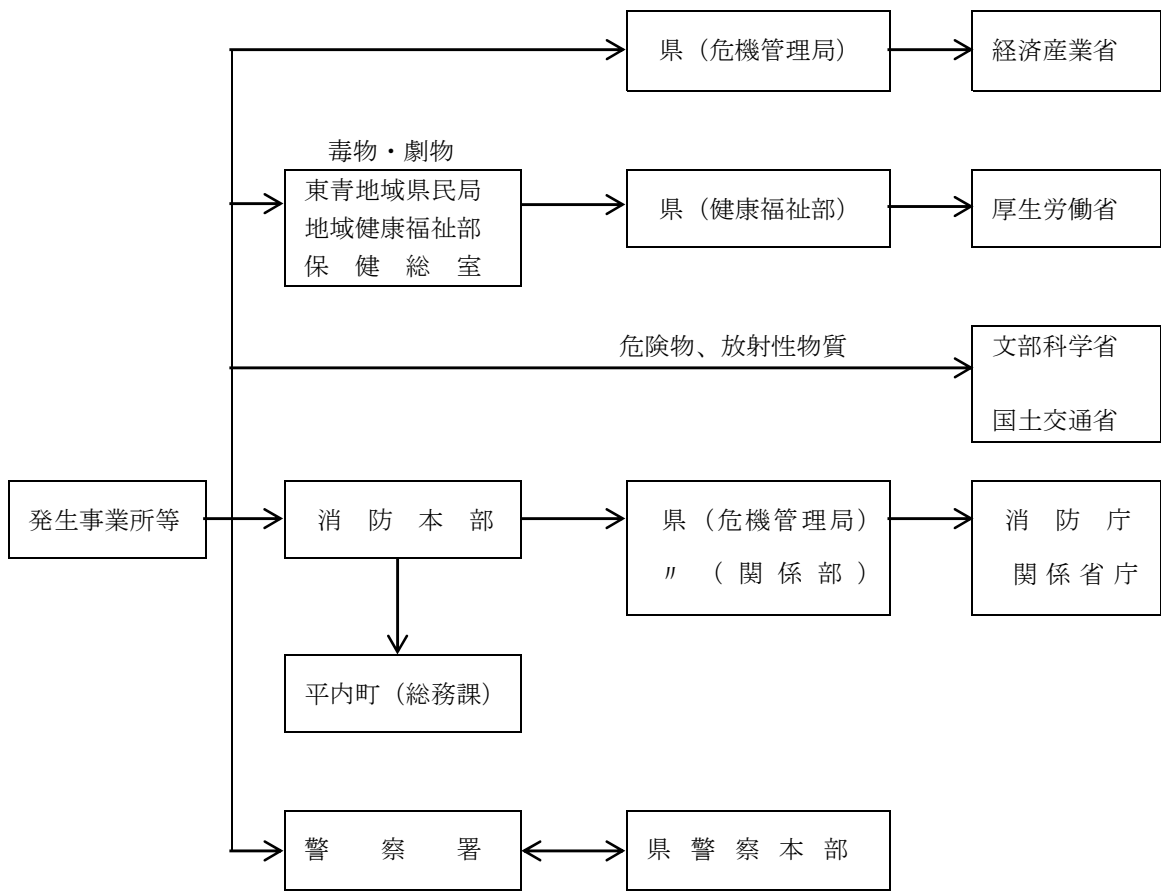 県（危機管理局）
経済産業省
毒物・劇物
東青地域県民局
地域健康福祉部
保健総室
県（健康福祉部）
厚生労働省
危険物、放射性物質
文部科学省
国土交通省
発生事業所等
消防本部
県（危機管理局）
〃（関係部）
消防庁
関係省庁
平内町（総務課）
警察署
県警察本部